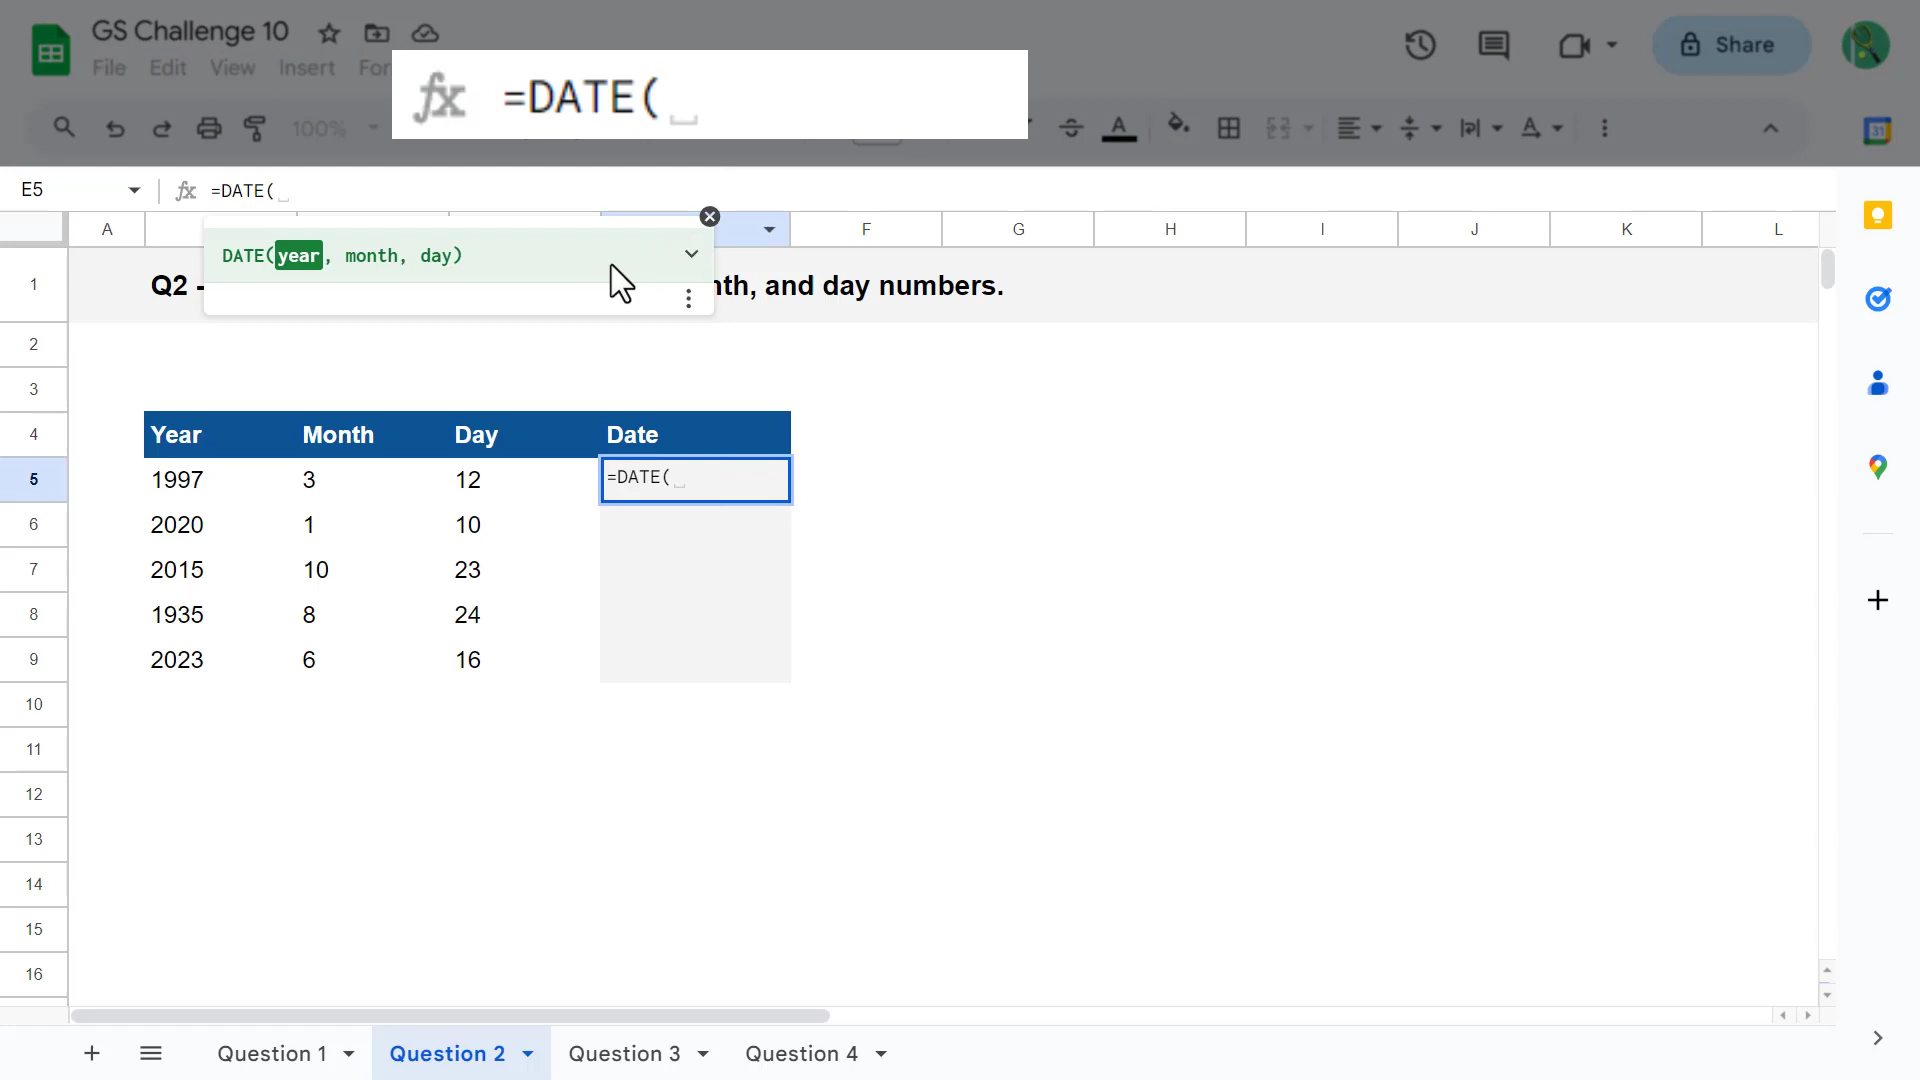 GS Challenge 10
File Edit View Insert For
Share
fx =DATE(
100%
31
E5 fx =DATE(
A F G H I J K L
DATE(year, month, day)
1 Q2 - nth, and day numbers.
2
3
4 Year Month Day Date
5 1997 3 12 =DATE(
6 2020 1 10
7 2015 10 23
8 1935 8 24
9 2023 6 16
10
11
12
13
14
15
16
Question 1 Question 2 Question 3 Question 4